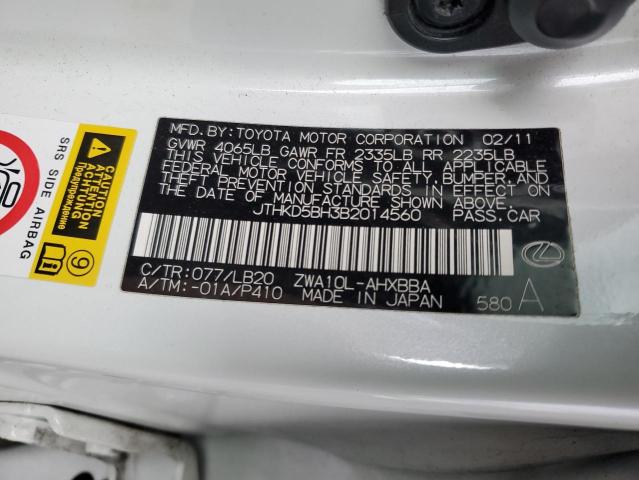 MFD.BY:TOYOTA MOTOR CORPORATION 02/11
GVWR 4065LB GAWR FR 2335LB RR 2235LB
THIS VEHICLE CONFORMS TO ALL APPLICABLE
FEDERAL MOTOR VEHICLE SAFETY,BUMPER,AND
THEFT PREVENTION STANDARDS IN EFFECT ON
THE DATE OF MANUFACTURE SHOWN ABOVE.
JTHKD5BH3B2014560 PASS.CAR
C/TR:077/LB20 ZWA10L-AHXBBA
A/TM:-01A/P410 MADE IN JAPAN 580 A
SRS SIDE AIRBAG
CAUTION
ATTENTION
ACHTUNG
Предупреждение
9